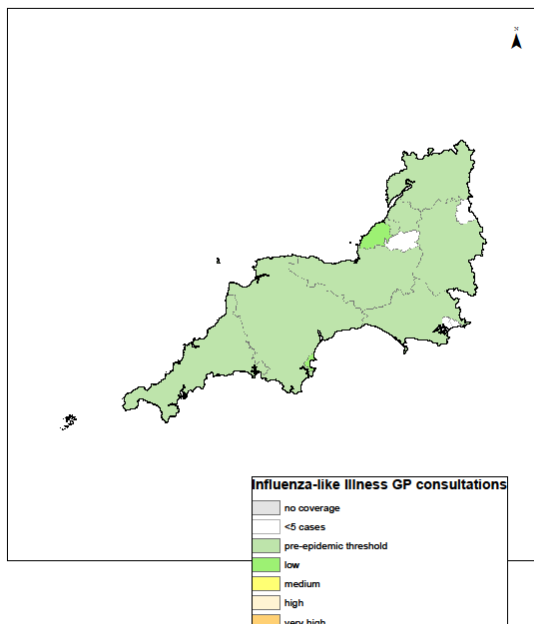 N
Influenza-like Illness GP consultations
no coverage
<5 cases
pre-epidemic threshold
low
medium
high
very high